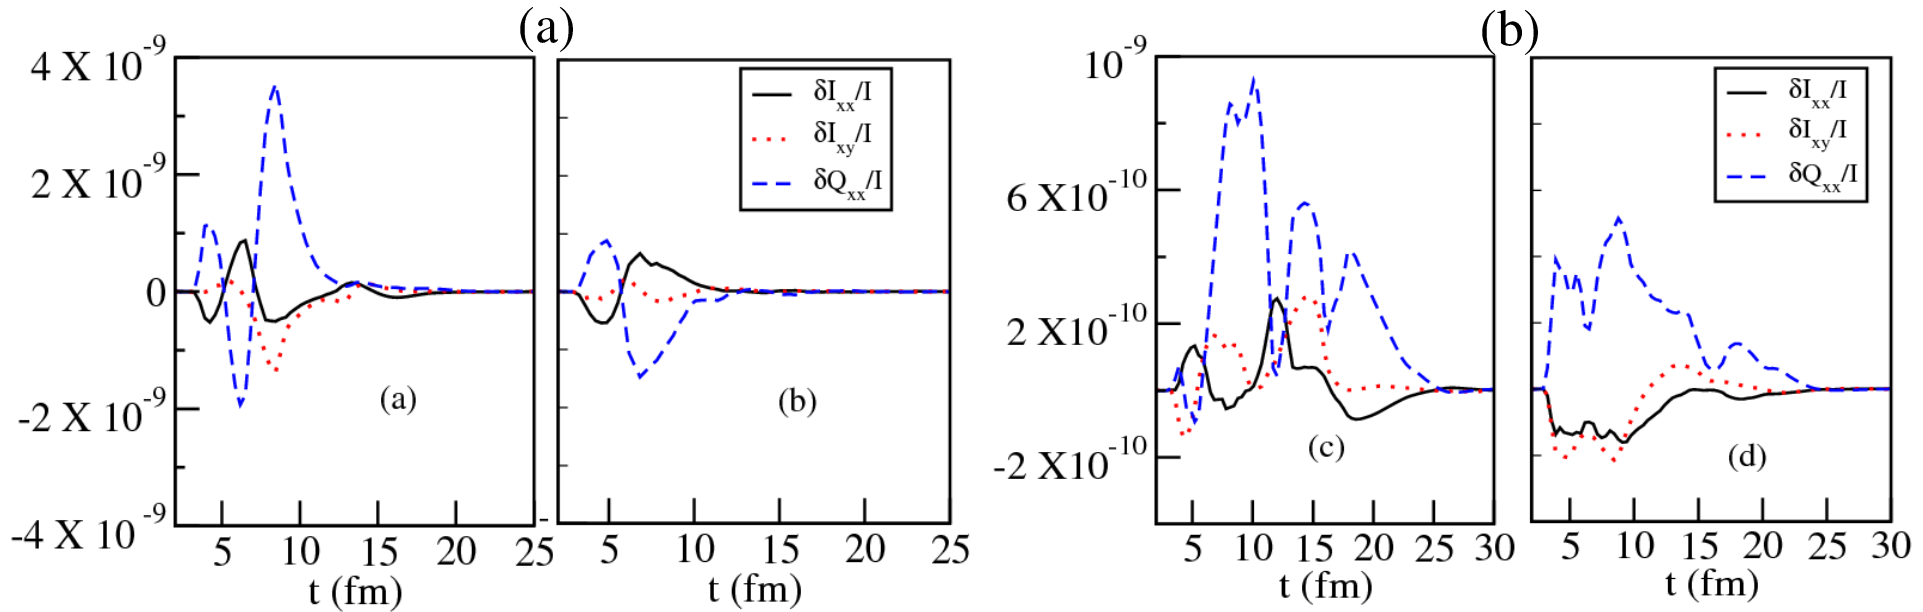 (a)
4 X 10^-9
2 X 10^-9
0
-2 X 10^-9
-4 X 10^-9
(a)
5 10 15 20 25
t (fm)
δI_xx/I
δI_xy/I
δQ_xx/I
(b)
-
5 10 15 20 25
t (fm)
(b)
10^-9
6 X10^-10
2 X10^-10
-2 X10^-10
(c)
5 10 15 20 25 30
t (fm)
δI_xx/I
δI_xy/I
δQ_xx/I
(d)
5 10 15 20 25 30
t (fm)